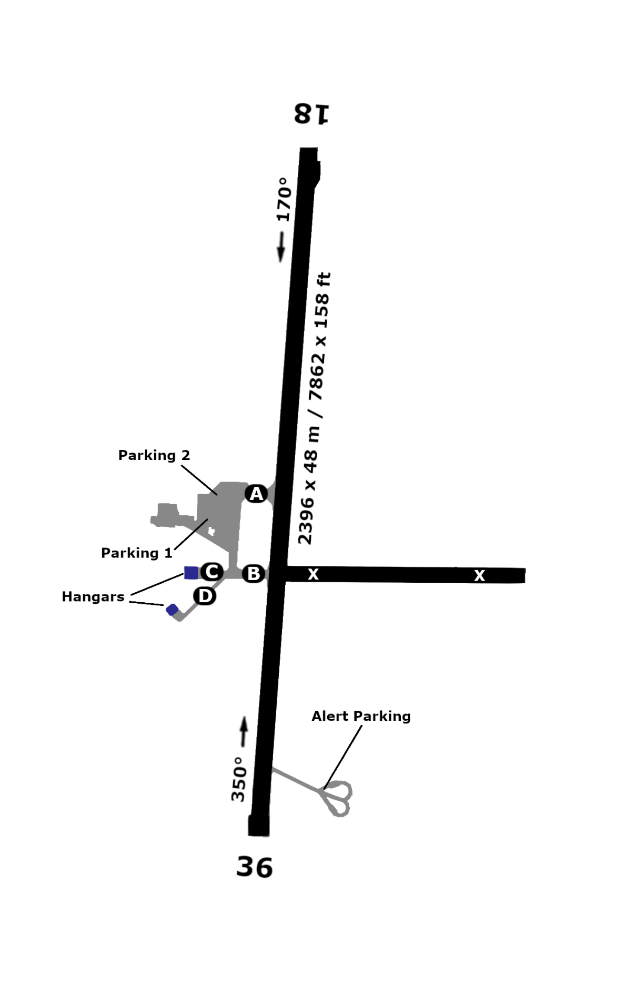 18
170°
2396 x 48 m / 7862 x 158 ft
Parking 2
A
Parking 1
C
B
X
X
Hangars
D
Alert Parking
350°
36